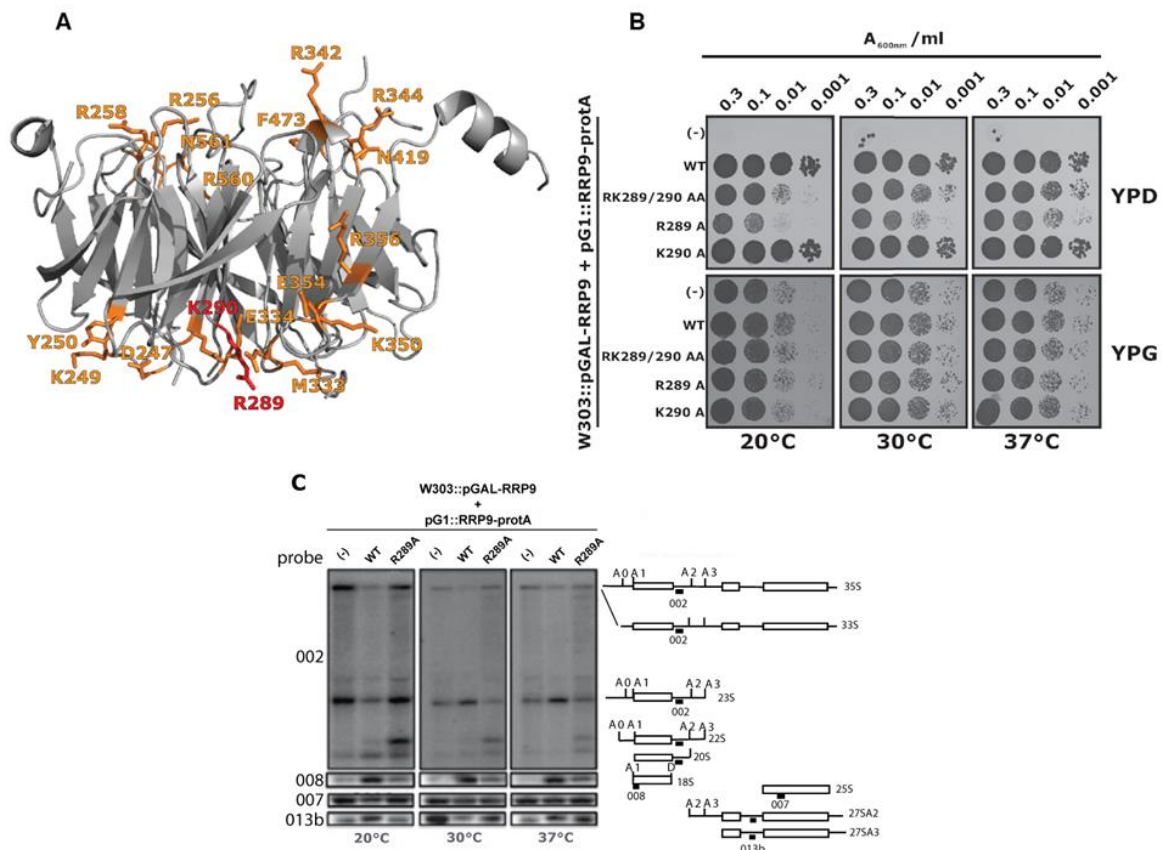 A
R342
R258
R256
R344
F473
N561
N419
R560
R356
E354
K290
E334
Y250
K350
D247
K249
M333
R289
B
A600nm /ml
0.3 0.1 0.01 0.001 0.3 0.1 0.01 0.001 0.3 0.1 0.01 0.001
W303::pGAL-RRP9 + pG1::RRP9-protA
(-)
WT
RK289/290 AA
R289 A
K290 A
YPD
(-)
WT
RK289/290 AA
R289 A
K290 A
YPG
20°C 30°C 37°C
C
W303::pGAL-RRP9
+
pG1::RRP9-protA
probe (-) WT R289A (-) WT R289A (-) WT R289A
002
008
007
013b
20°C 30°C 37°C
A0 A1 A2 A3
35S
002
33S
002
A0 A1 A2 A3
23S
002
A0 A1 A2 A3
22S
20S
A1 D
18S
008
25S
007
A2 A3
27SA2
27SA3
013b